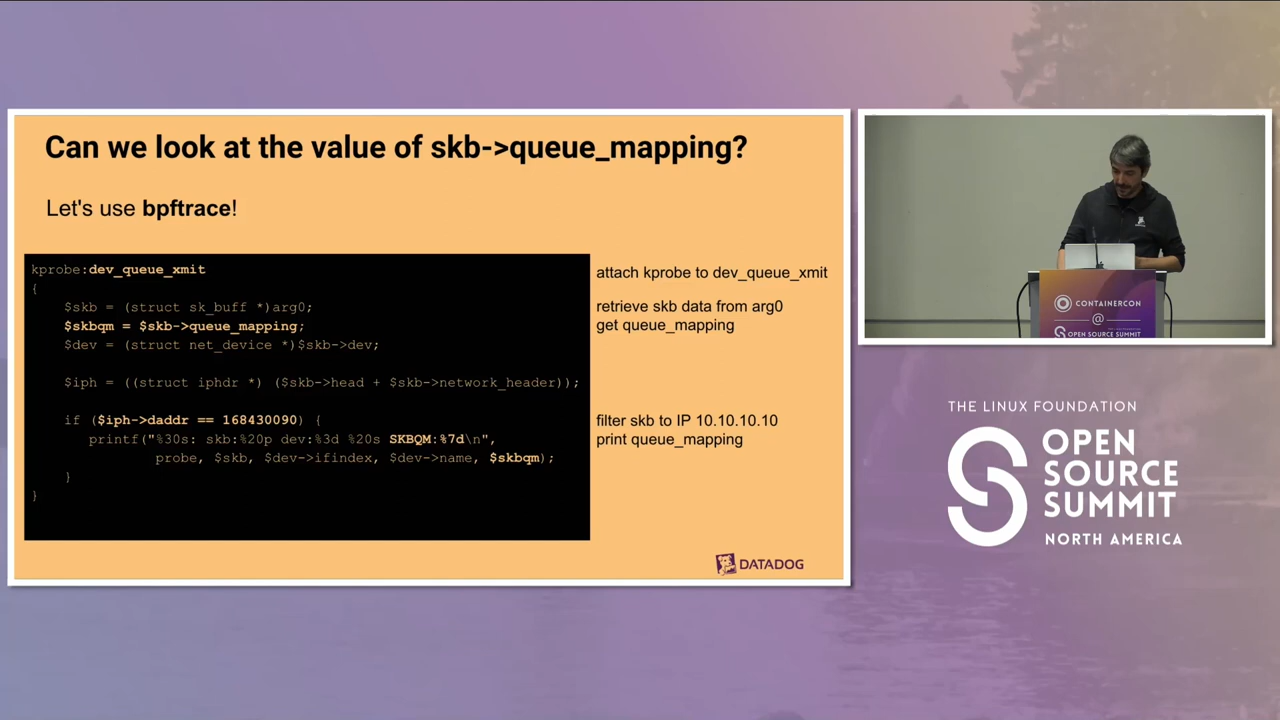 Can we look at the value of skb->queue_mapping?
Let's use bpftrace!
kprobe:dev_queue_xmit
{
$skb = (struct sk_buff *)arg0;
$skbqm = $skb->queue_mapping;
$dev = (struct net_device *)$skb->dev;
$iph = ((struct iphdr *) ($skb->head + $skb->network_header));
if ($iph->daddr == 168430090) {
printf("%30s: skb:%20p dev:%3d %20s SKBQM:%7d\n",
probe, $skb, $dev->ifindex, $dev->name, $skbqm);
}
}
attach kprobe to dev_queue_xmit
retrieve skb data from arg0
get queue_mapping
filter skb to IP 10.10.10.10
print queue_mapping
DATADOG
CONTAINERCON
@
OPEN SOURCE SUMMIT
THE LINUX FOUNDATION
OPEN
SOURCE
SUMMIT
NORTH AMERICA